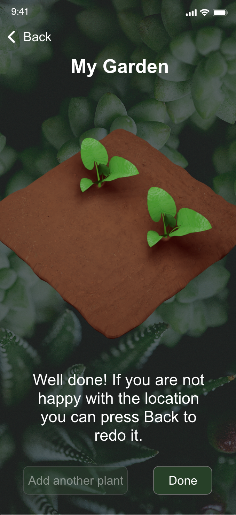 9:41
Back
My Garden
Well done! If you are not
happy with the location
you can press Back to
redo it.
Add another plant
Done